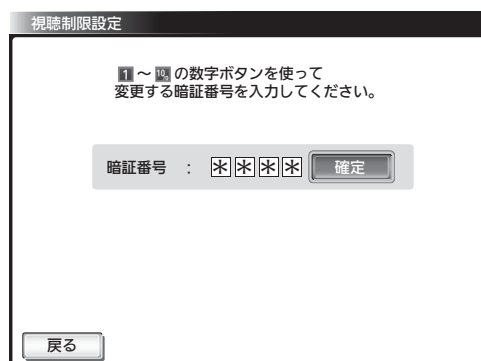 視聴制限設定
1 ～ 10 の数字ボタンを使って
変更する暗証番号を入力してください。
暗証番号 : ＊＊＊＊ 確定
戻る